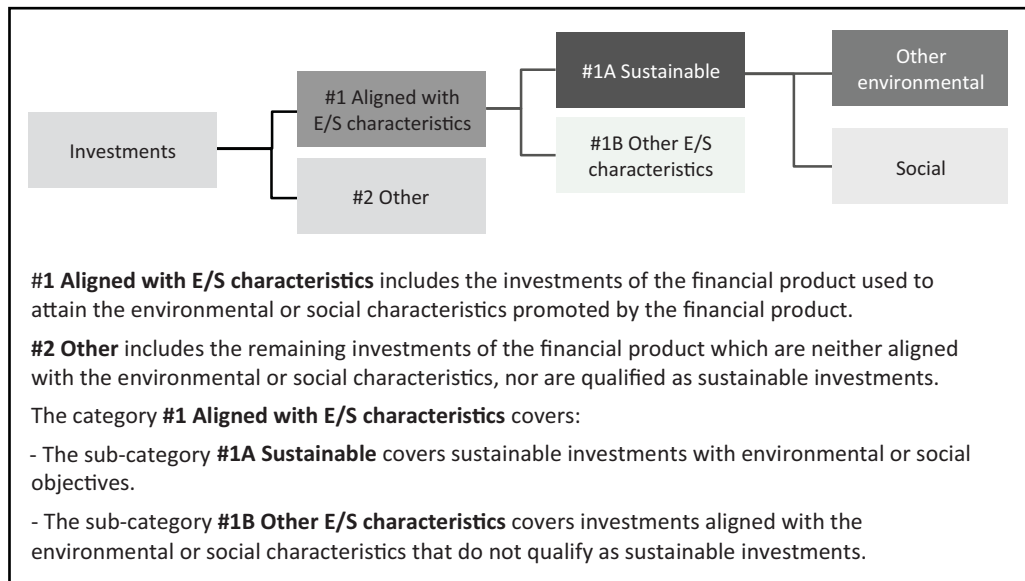 Investments
#1 Aligned with
E/S characteristics
#2 Other
#1A Sustainable
#1B Other E/S
characteristics
Other
environmental
Social
#1 Aligned with E/S characteristics includes the investments of the financial product used to
attain the environmental or social characteristics promoted by the financial product.
#2 Other includes the remaining investments of the financial product which are neither aligned
with the environmental or social characteristics, nor are qualified as sustainable investments.
The category #1 Aligned with E/S characteristics covers:
- The sub-category #1A Sustainable covers sustainable investments with environmental or social
objectives.
- The sub-category #1B Other E/S characteristics covers investments aligned with the
environmental or social characteristics that do not qualify as sustainable investments.